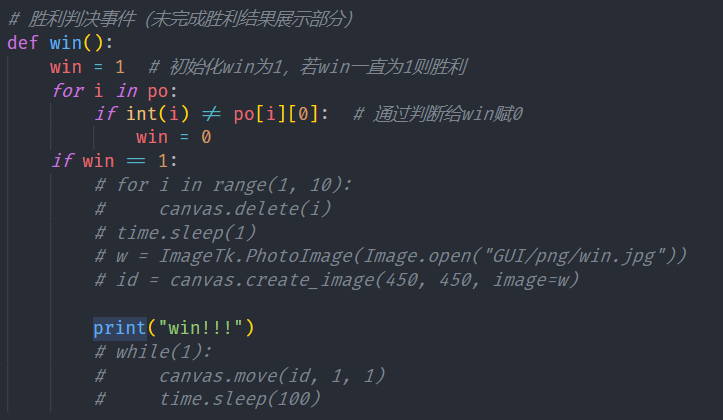 # 胜利判决事件（未完成胜利结果展示部分）
def win():
    win = 1  # 初始化win为1，若win一直为1则胜利
    for i in po:
        if int(i) != po[i][0]:  # 通过判断给win赋0
            win = 0
    if win == 1:
        # for i in range(1, 10):
        #     canvas.delete(i)
        # time.sleep(1)
        # w = ImageTk.PhotoImage(Image.open("GUI/png/win.jpg"))
        # id = canvas.create_image(450, 450, image=w)
        print("win!!!")
        # while(1):
        #     canvas.move(id, 1, 1)
        #     time.sleep(100)